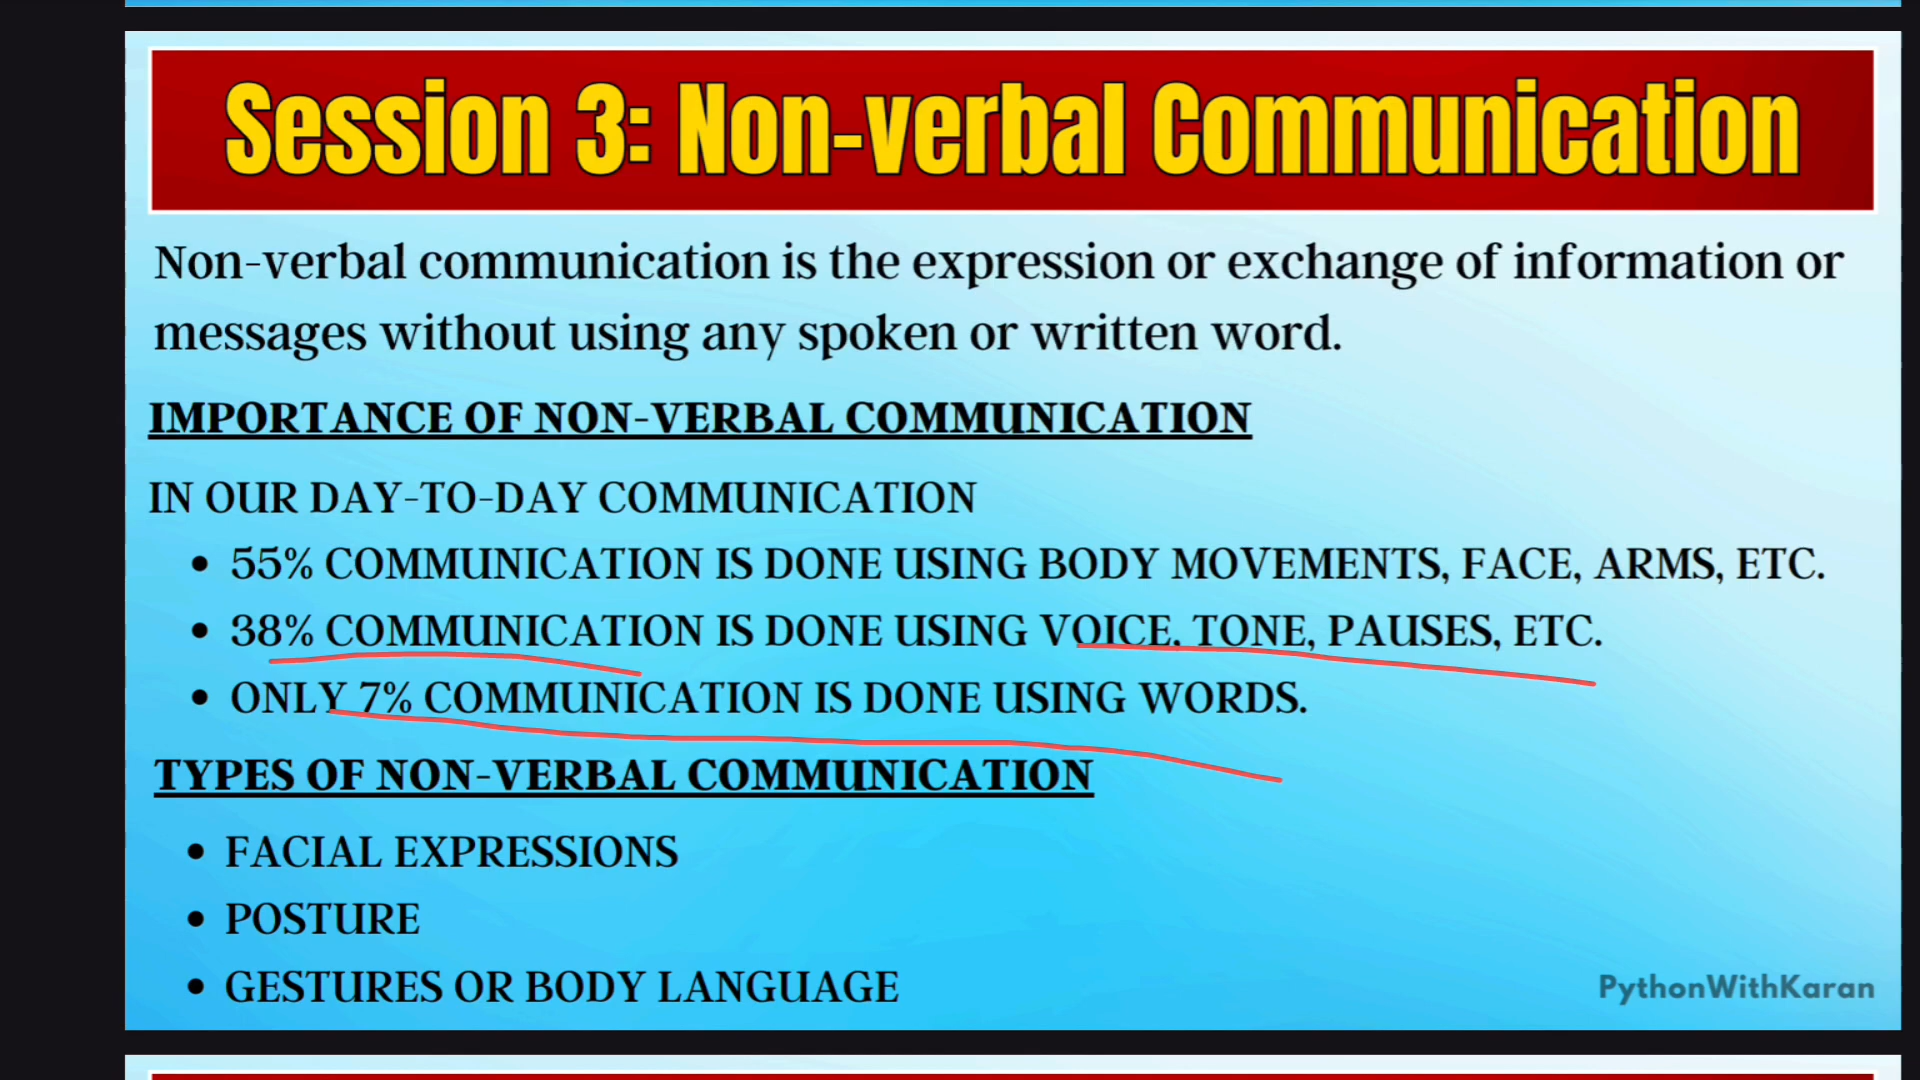 Session 3: Non-verbal Communication
Non-verbal communication is the expression or exchange of information or
messages without using any spoken or written word.
IMPORTANCE OF NON-VERBAL COMMUNICATION
IN OUR DAY-TO-DAY COMMUNICATION
• 55% COMMUNICATION IS DONE USING BODY MOVEMENTS, FACE, ARMS, ETC.
• 38% COMMUNICATION IS DONE USING VOICE, TONE, PAUSES, ETC.
• ONLY 7% COMMUNICATION IS DONE USING WORDS.
TYPES OF NON-VERBAL COMMUNICATION
• FACIAL EXPRESSIONS
• POSTURE
• GESTURES OR BODY LANGUAGE
PythonWithKaran